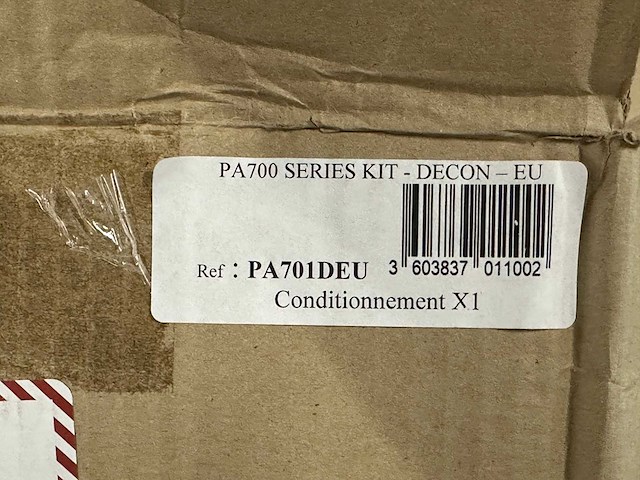 PA700 SERIES KIT - DECON – EU
Ref : PA701DEU
3 603837 011002
Conditionnement X1